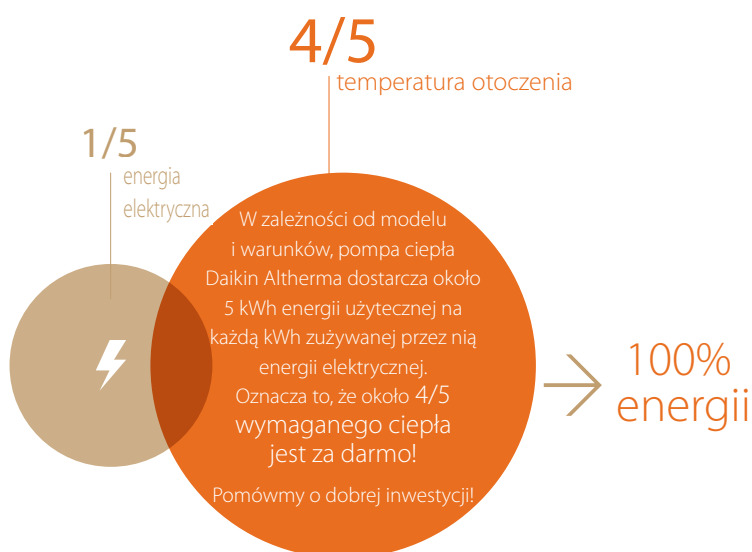 4/5
temperatura otoczenia
1/5
energia
elektryczna
W zależności od modelu
i warunków, pompa ciepła
Daikin Altherma dostarcza około
5 kWh energii użytecznej na
każdą kWh zużywanej przez nią
energii elektrycznej.
Oznacza to, że około 4/5
wymaganego ciepła
jest za darmo!
Pomówmy o dobrej inwestycji!
100%
energii